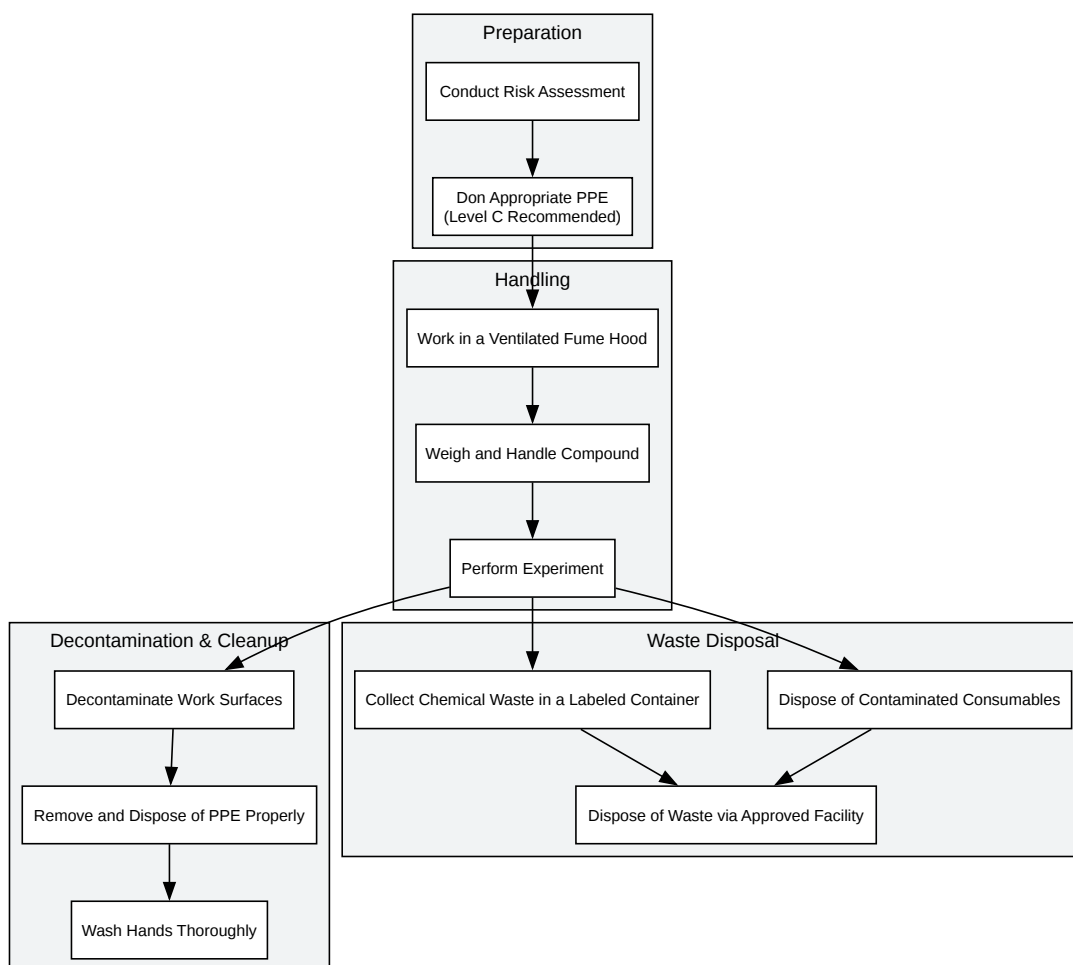 Preparation
Conduct Risk Assessment
Don Appropriate PPE
(Level C Recommended)
Handling
Work in a Ventilated Fume Hood
Weigh and Handle Compound
Perform Experiment
Decontamination & Cleanup
Decontaminate Work Surfaces
Remove and Dispose of PPE Properly
Wash Hands Thoroughly
Waste Disposal
Collect Chemical Waste in a Labeled Container
Dispose of Contaminated Consumables
Dispose of Waste via Approved Facility